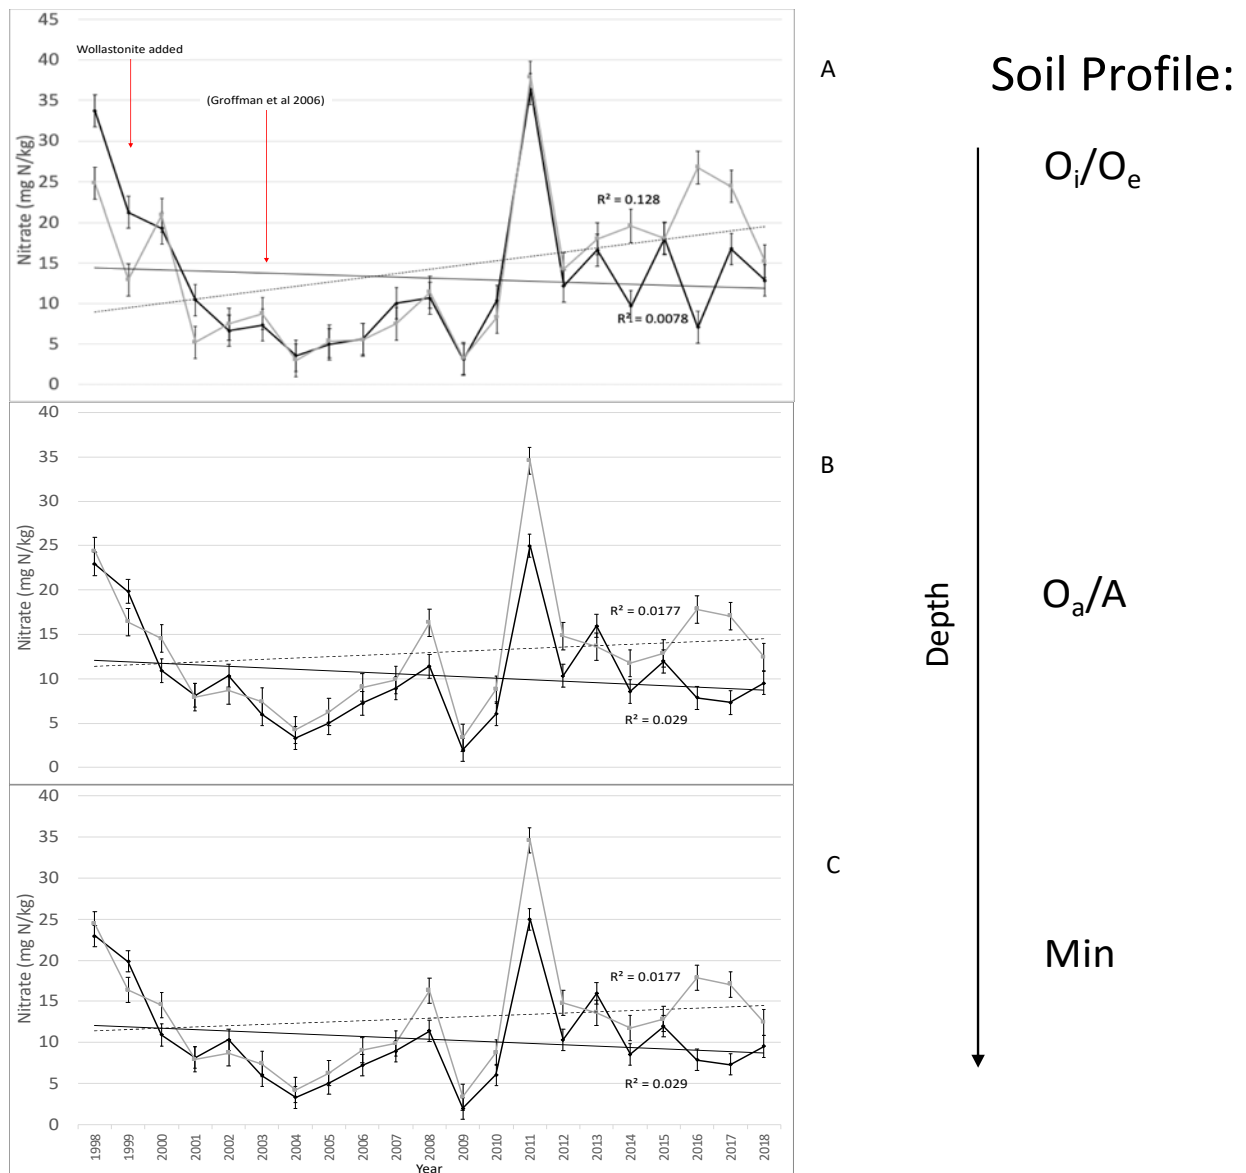 45
40
35
30
25
20
15
10
5
0
Nitrate (mg N/kg)
Wollastonite added
(Groffman et al 2006)
R² = 0.128
R² = 0.0078
A
Soil Profile:
Oᵢ/Oₑ
40
35
30
25
20
15
10
5
0
Nitrate (mg N/kg)
R² = 0.0177
R² = 0.029
B
Depth
Oₐ/A
40
35
30
25
20
15
10
5
0
Nitrate (mg N/kg)
R² = 0.0177
R² = 0.029
C
Min
1998 1999 2000 2001 2002 2003 2004 2005 2006 2007 2008 2009 2010 2011 2012 2013 2014 2015 2016 2017 2018
Year